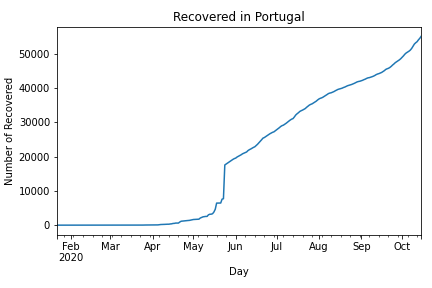 Recovered in Portugal
Number of Recovered
50000
40000
30000
20000
10000
0
Feb Mar Apr May Jun Jul Aug Sep Oct
2020
Day